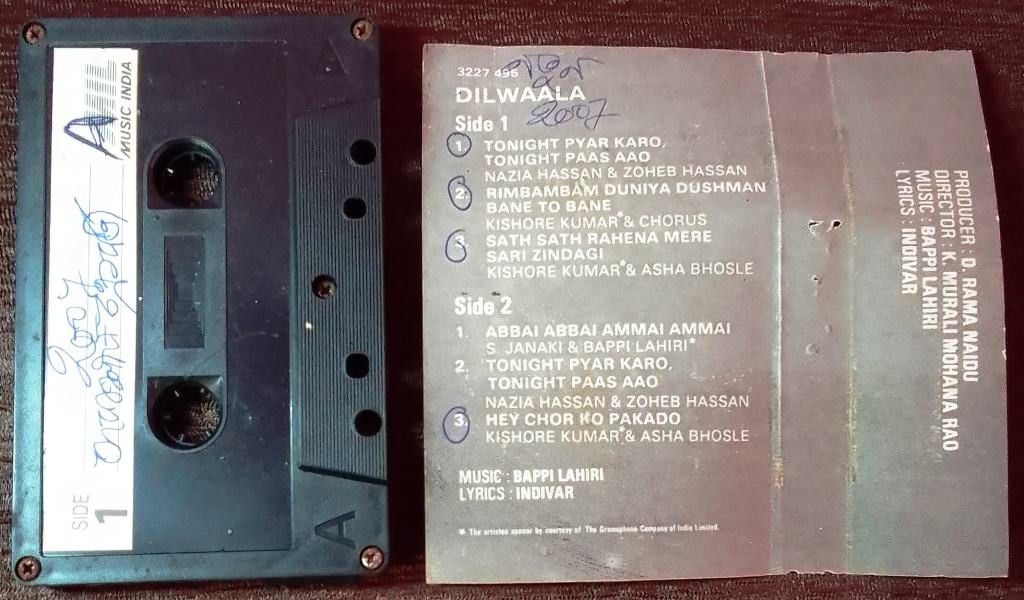 SIDE
1
A
MUSIC INDIA
A
3227 495
DILWAALA
2007
Side 1
1. TONIGHT PYAR KARO,
TONIGHT PAAS AAO
NAZIA HASSAN & ZOHEB HASSAN
2. RIMBAMBAM DUNIYA DUSHMAN
BANE TO BANE
KISHORE KUMAR* & CHORUS
3. SATH SATH RAHENA MERE
SARI ZINDAGI
KISHORE KUMAR* & ASHA BHOSLE
Side 2
1. ABBAI ABBAI AMMAI AMMAI
S. JANAKI & BAPPI LAHIRI*
2. TONIGHT PYAR KARO,
TONIGHT PAAS AAO
NAZIA HASSAN & ZOHEB HASSAN
3. HEY CHOR KO PAKADO
KISHORE KUMAR* & ASHA BHOSLE
MUSIC : BAPPI LAHIRI
LYRICS : INDIVAR
* The artistes appear by courtesy of The Gramophone Company of India Limited.
PRODUCER : D. RAMA NAIDU
DIRECTOR : K. MURALI MOHANA RAO
MUSIC : BAPPI LAHIRI
LYRICS : INDIVAR